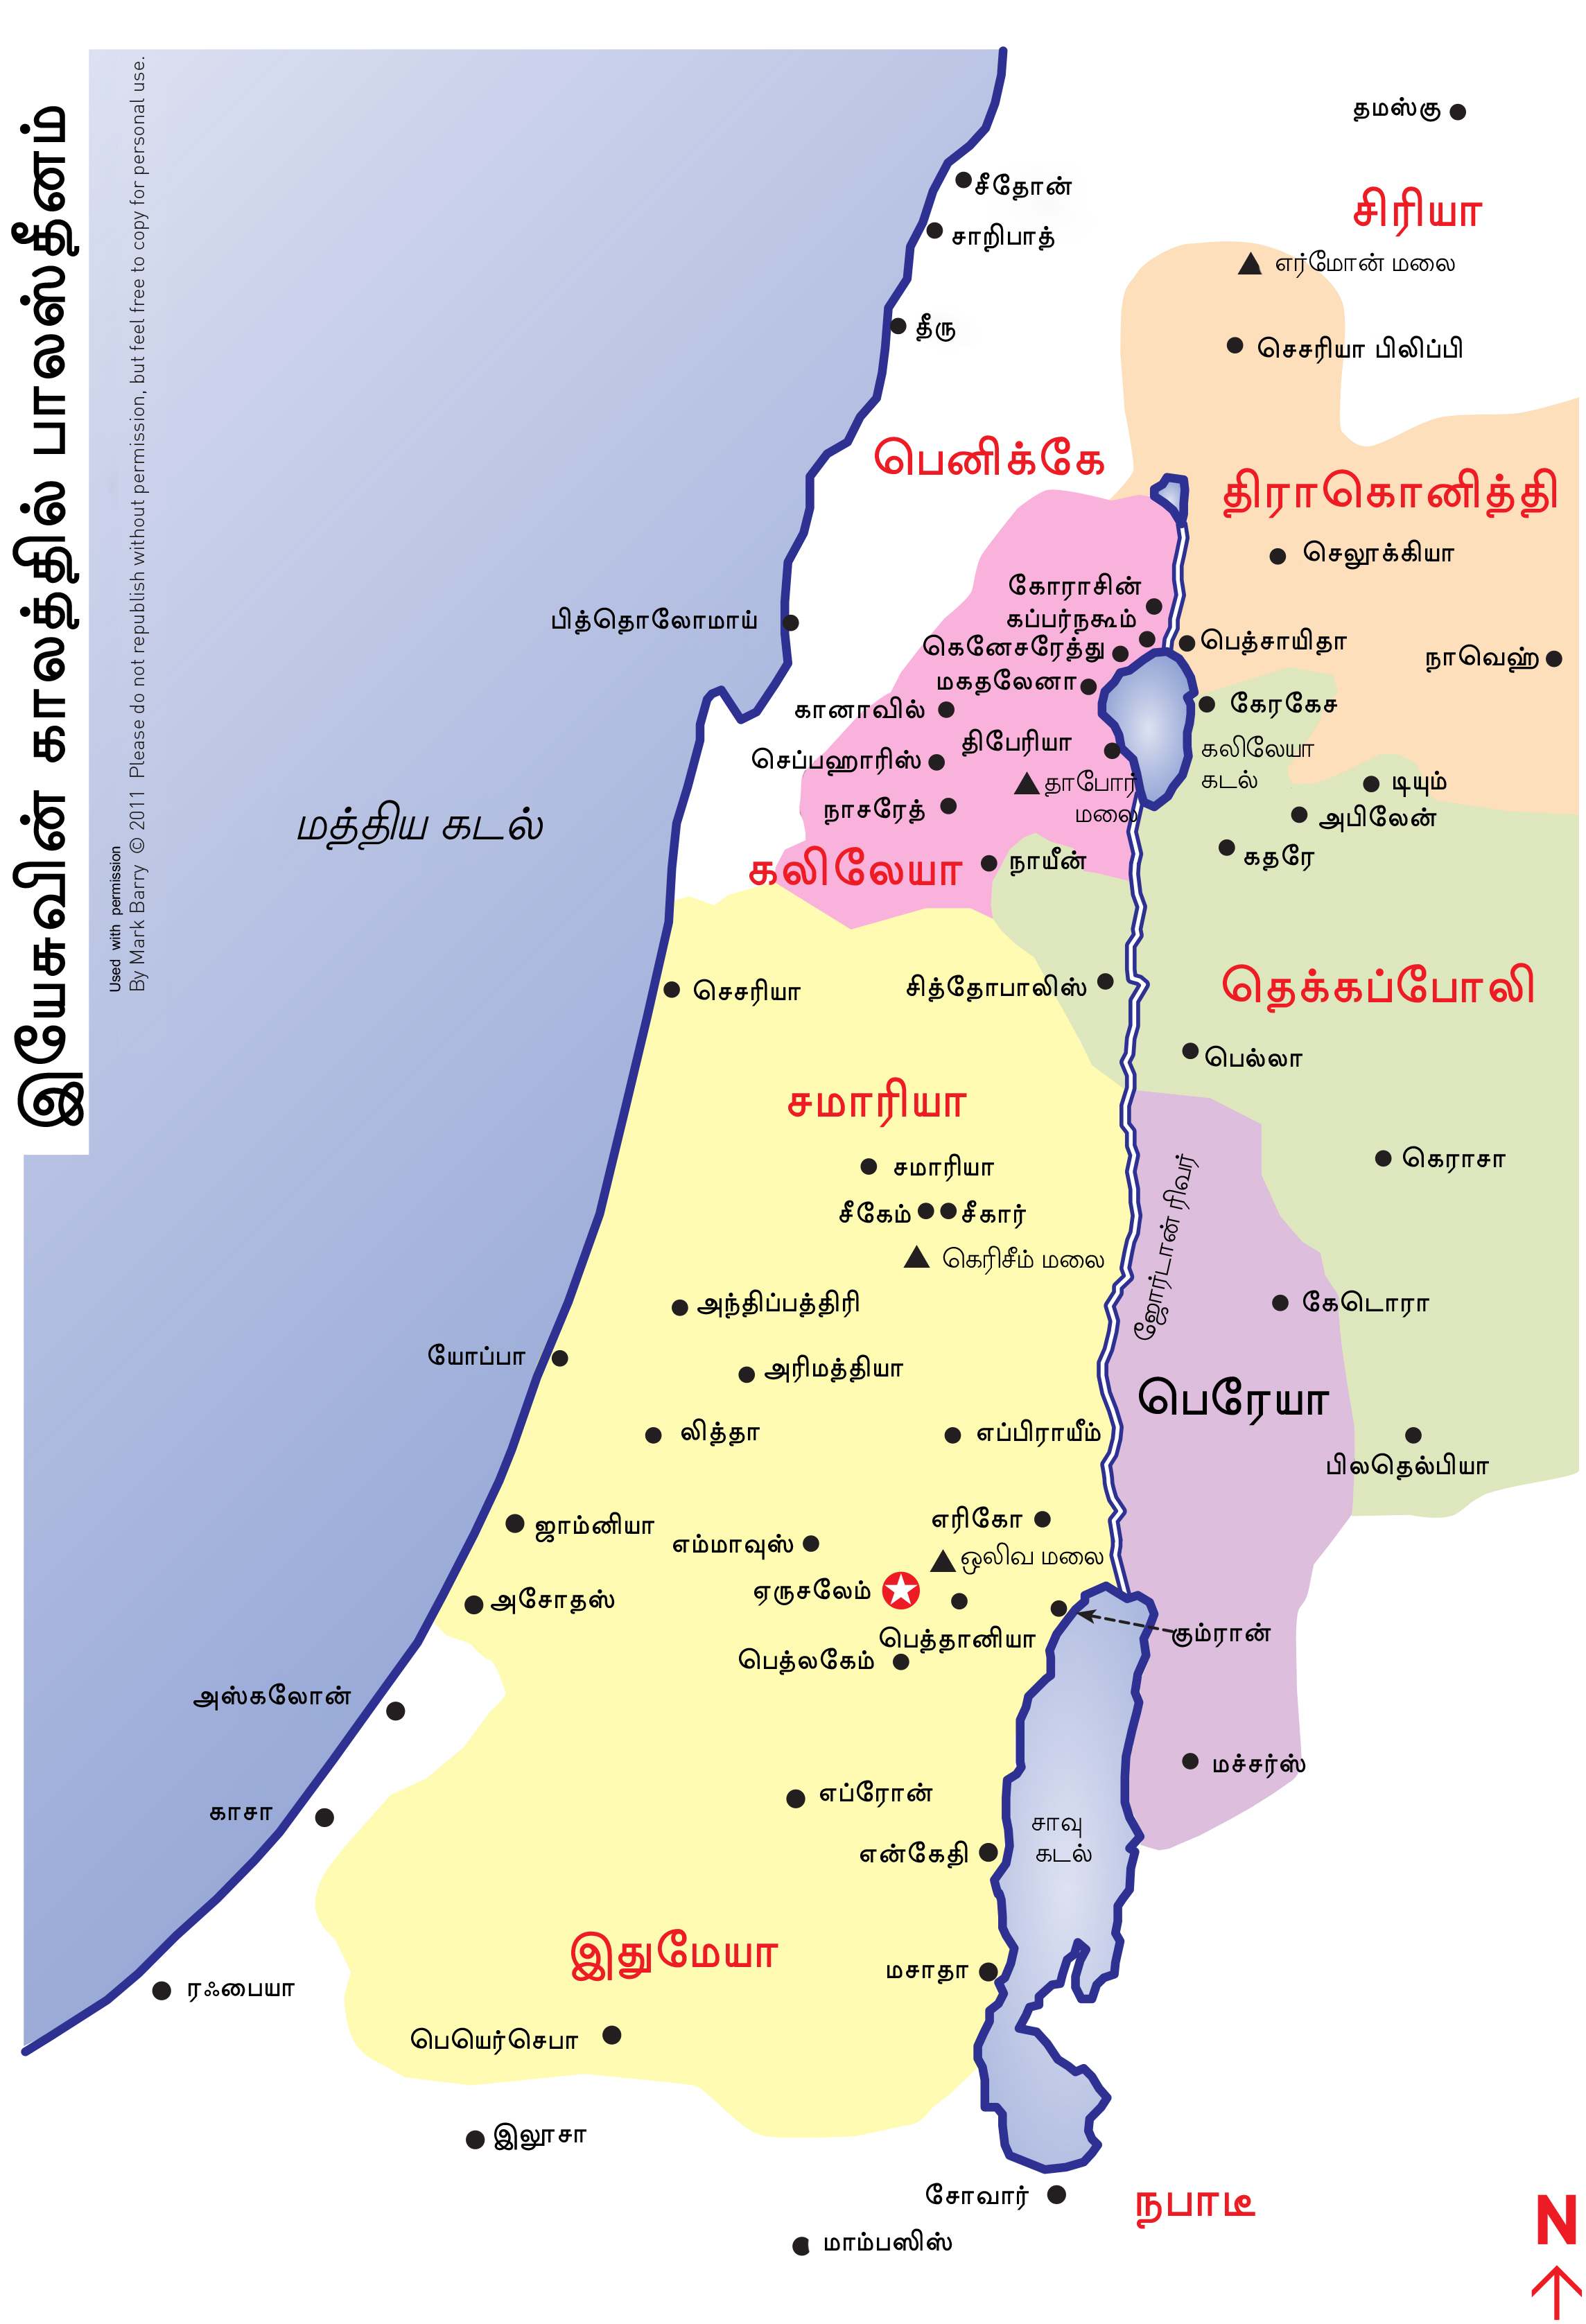 இயேசுவின் காலத்தில் பாலஸ்தீனம்
Used with permission
By Mark Barry © 2011 Please do not republish without permission, but feel free to copy for personal use.
தமஸ்கு
சீதோன்
சிரியா
சாறிபாத்
எர்மோன் மலை
தீரு
செசரியா பிலிப்பி
பெனிக்கே
திராகொனித்தி
செலூக்கியா
கோராசின்
கப்பர்நகூம்
பித்தொலோமாய்
பெத்சாயிதா
கெனேசரேத்து
நாவெஹ்
மகதலேனா
கேரகேச
கானாவில்
திபேரியா
கலிலேயா
கடல்
செப்பஹாரிஸ்
தாபோர்
மலை
டியும்
நாசரேத்
அபிலேன்
மத்திய கடல்
கதரே
கலிலேயா
நாயீன்
செசரியா
சித்தோபாலிஸ்
தெக்கப்போலி
பெல்லா
சமாரியா
சமாரியா
கெராசா
சீகேம்
சீகார்
ஜோர்டான் ரிவர்
கெரிசீம் மலை
அந்திப்பத்திரி
கேடொரா
யோப்பா
அரிமத்தியா
பெரேயா
லித்தா
எப்பிராயீம்
பிலதெல்பியா
ஜாம்னியா
எரிகோ
எம்மாவுஸ்
ஒலிவ மலை
ஏருசலேம்
அசோதஸ்
பெத்தானியா
கும்ரான்
பெத்லகேம்
அஸ்கலோன்
மச்சர்ஸ்
எப்ரோன்
காசா
சாவு
கடல்
என்கேதி
இதுமேயா
மசாதா
ரஃபையா
பெயெர்செபா
இலூசா
சோவார்
நபாடீ
மாம்பஸிஸ்
N